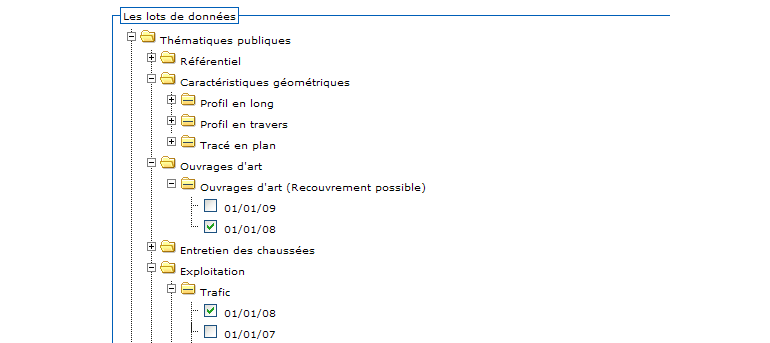 Les lots de données
Thématiques publiques
Référentiel
Caractéristiques géométriques
Profil en long
Profil en travers
Tracé en plan
Ouvrages d'art
Ouvrages d'art (Recouvrement possible)
01/01/09
01/01/08
Entretien des chaussées
Exploitation
Trafic
01/01/08
01/01/07